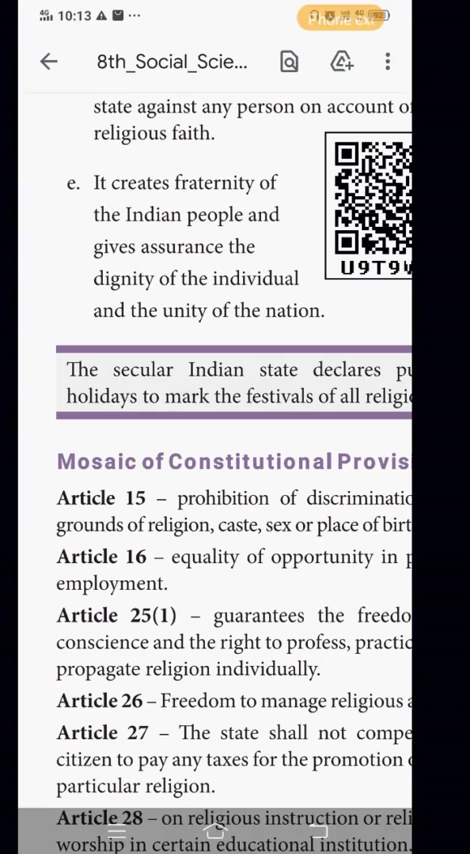 4G 10:13
Phone ext
8th_Social_Scie...
state against any person on account o
religious faith.
e. It creates fraternity of
the Indian people and
gives assurance the
dignity of the individual
and the unity of the nation.
U9T9
The secular Indian state declares pu
holidays to mark the festivals of all religi
Mosaic of Constitutional Provis
Article 15 – prohibition of discriminatio
grounds of religion, caste, sex or place of birt
Article 16 – equality of opportunity in p
employment.
Article 25(1) – guarantees the freedo
conscience and the right to profess, practic
propagate religion individually.
Article 26 – Freedom to manage religious a
Article 27 – The state shall not compe
citizen to pay any taxes for the promotion o
particular religion.
Article 28 – on religious instruction or reli
worship in certain educational institution.